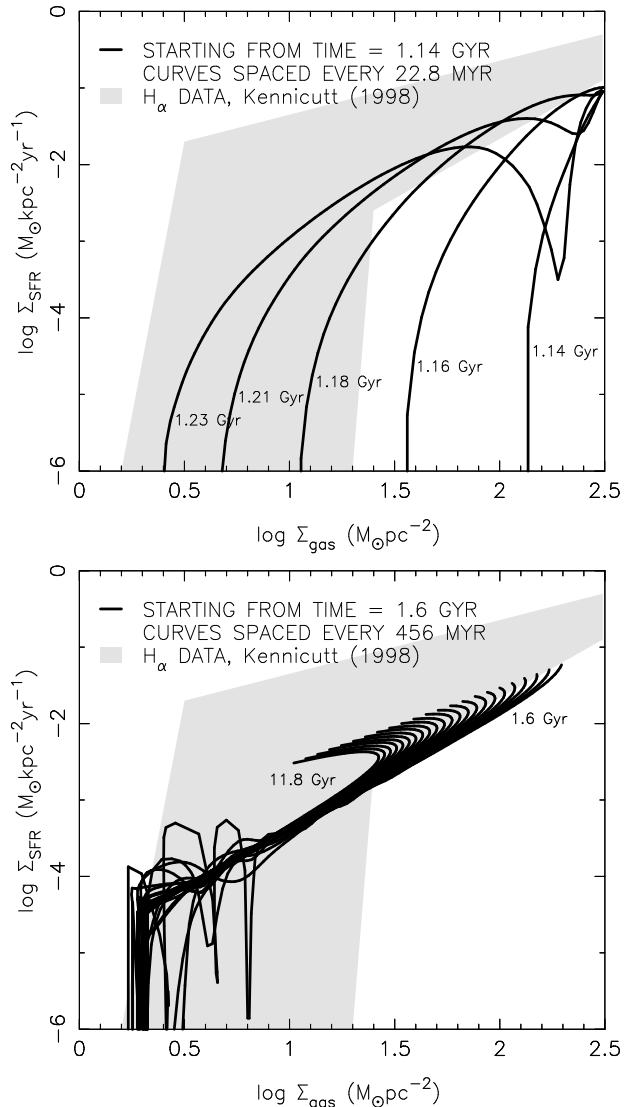 STARTING FROM TIME = 1.14 GYR
CURVES SPACED EVERY 22.8 MYR
Hα DATA, Kennicutt (1998)
0
−2
−4
−6
log ΣSFR (M⊙kpc−2yr−1)
1.23 Gyr
1.21 Gyr
1.18 Gyr
1.16 Gyr
1.14 Gyr
0 0.5 1 1.5 2 2.5
log Σgas (M⊙pc−2)
STARTING FROM TIME = 1.6 GYR
CURVES SPACED EVERY 456 MYR
Hα DATA, Kennicutt (1998)
0
−2
−4
−6
log ΣSFR (M⊙kpc−2yr−1)
1.6 Gyr
11.8 Gyr
0 0.5 1 1.5 2 2.5
log Σgas (M⊙pc−2)